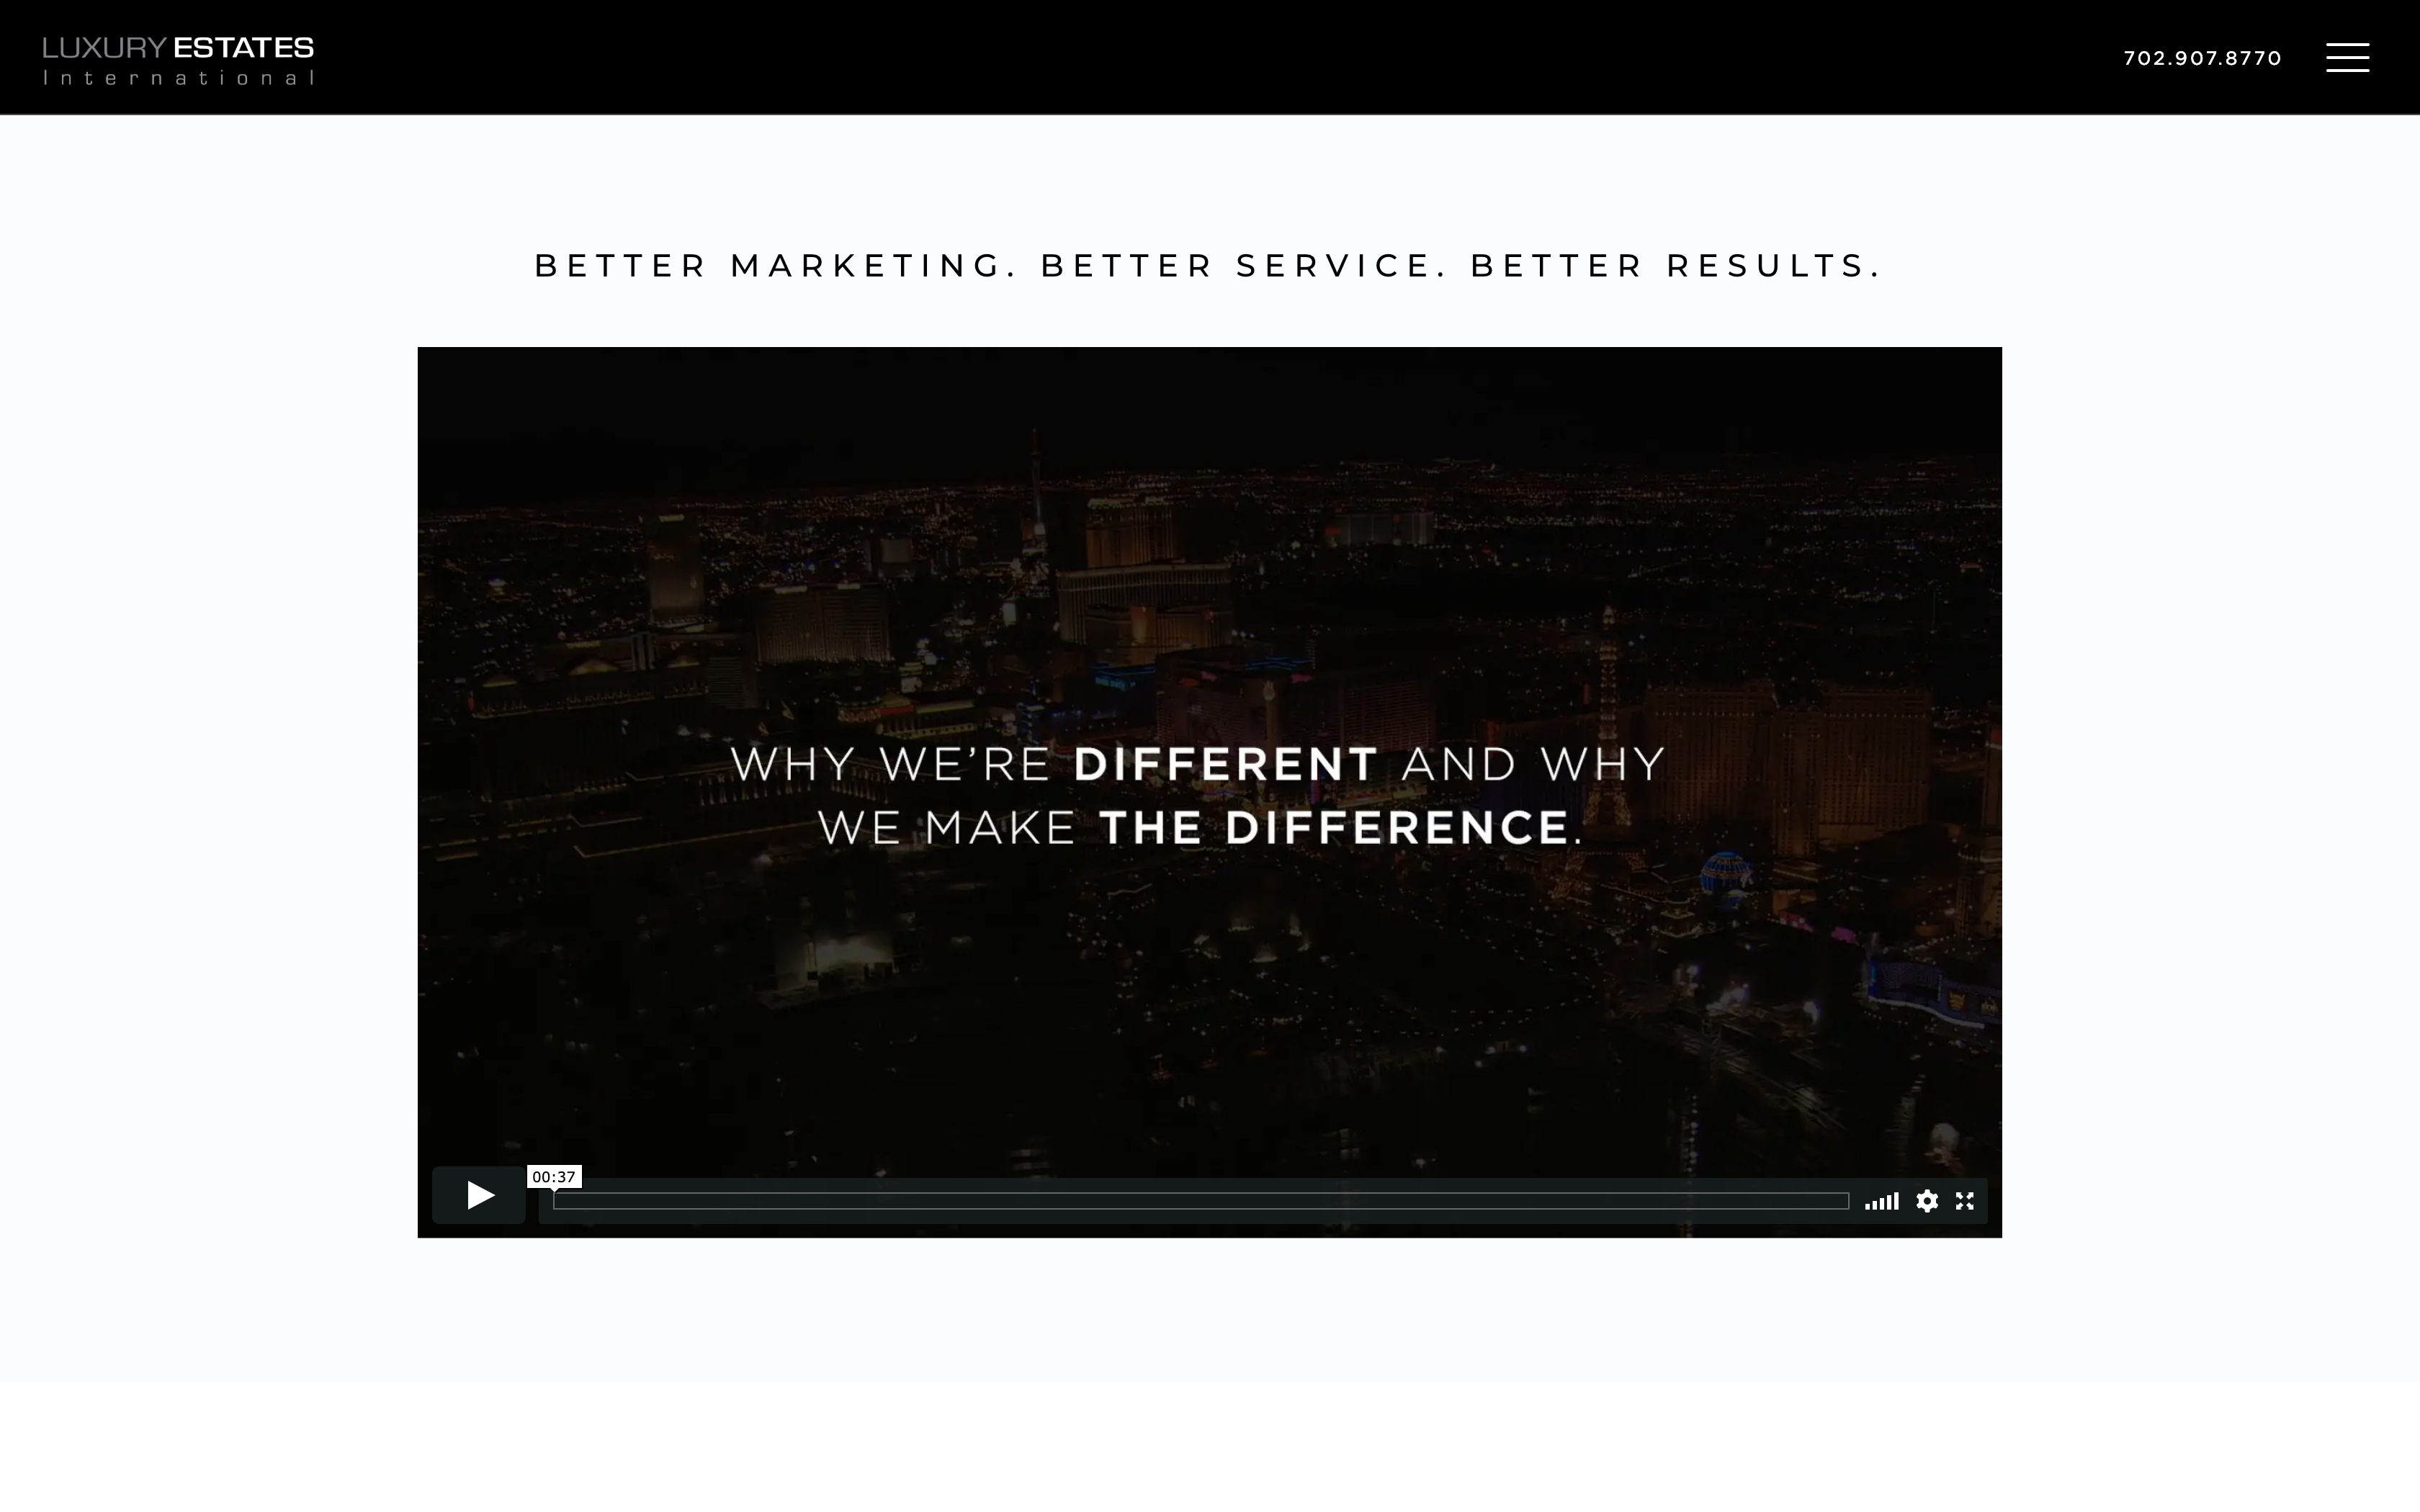 LUXURY ESTATES
International
702.907.8770
BETTER MARKETING. BETTER SERVICE. BETTER RESULTS.
WHY WE’RE DIFFERENT AND WHY
WE MAKE THE DIFFERENCE.
00:37